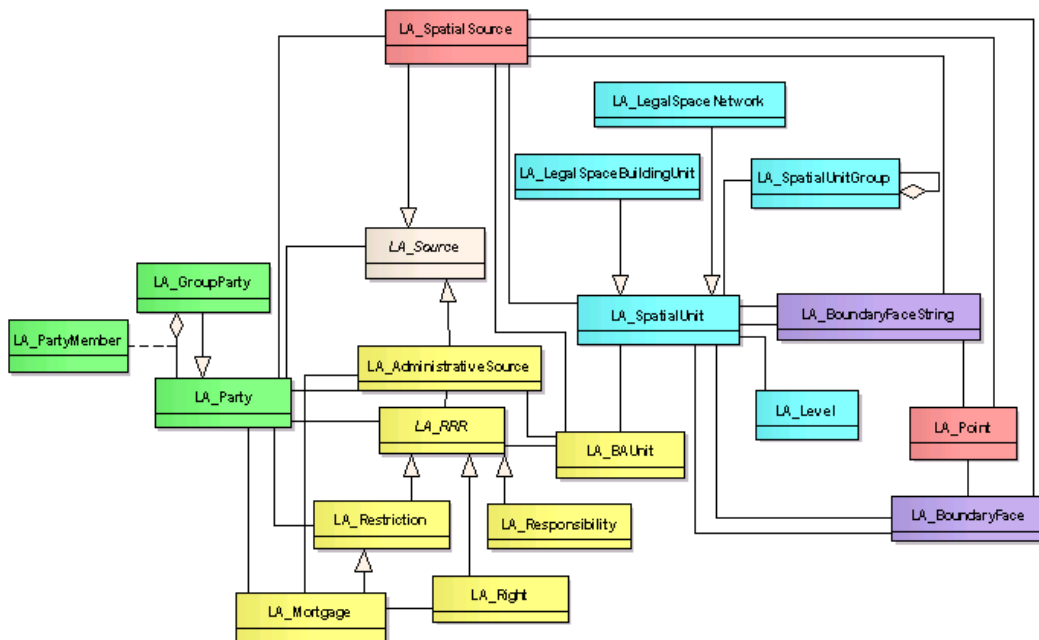 LA_SpatialSource
LA_LegalSpaceNetwork
LA_LegalSpaceBuildingUnit
LA_SpatialUnitGroup
LA_Source
LA_GroupParty
LA_SpatialUnit
LA_BoundaryFaceString
LA_PartyMember
LA_AdministrativeSource
LA_Party
LA_Level
LA_RRR
LA_Point
LA_BAUnit
LA_Restriction
LA_Responsibility
LA_BoundaryFace
LA_Right
LA_Mortgage